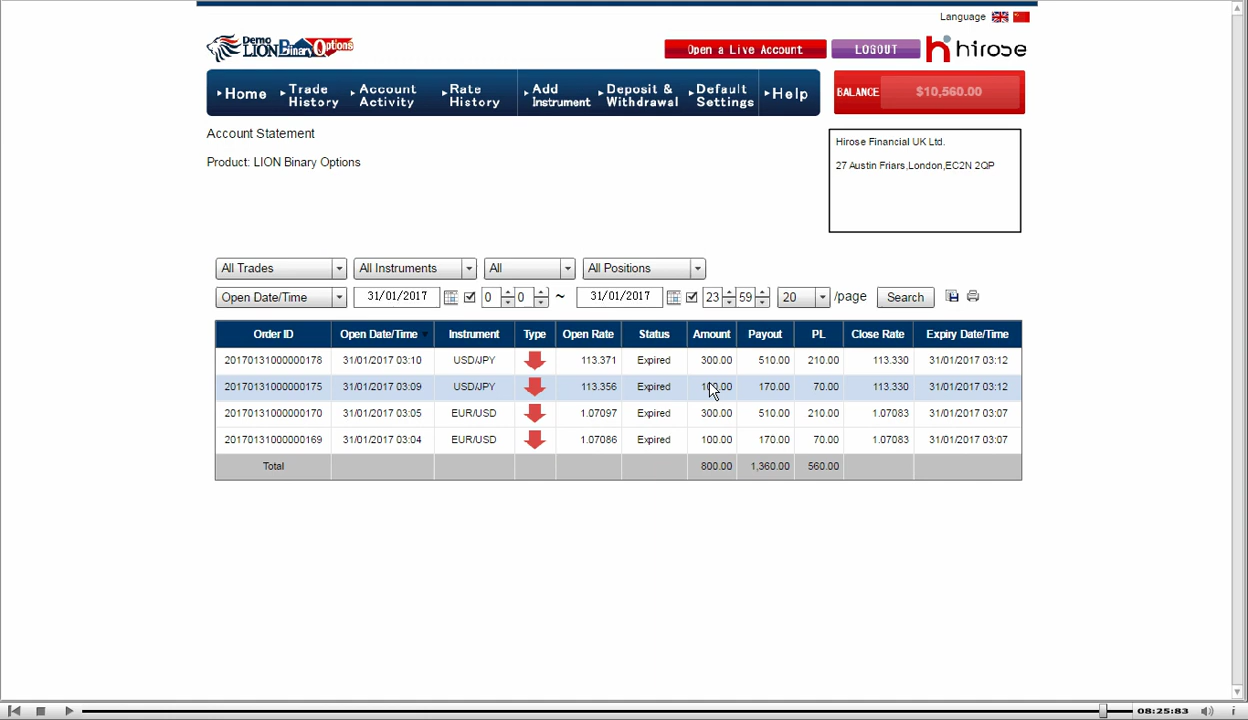 Language
Demo
LION Binary Options
Open a Live Account
LOGOUT
hirose
Home
Trade History
Account Activity
Rate History
Add Instrument
Deposit & Withdrawal
Default Settings
Help
BALANCE $10,560.00
Account Statement
Product: LION Binary Options
Hirose Financial UK Ltd.
27 Austin Friars,London,EC2N 2QP
All Trades All Instruments All All Positions
Open Date/Time 31/01/2017 0 0 ~ 31/01/2017 23 59 20 /page Search
Order ID Open Date/Time Instrument Type Open Rate Status Amount Payout PL Close Rate Expiry Date/Time
20170131000000178 31/01/2017 03:10 USD/JPY 113.371 Expired 300.00 510.00 210.00 113.330 31/01/2017 03:12
20170131000000175 31/01/2017 03:09 USD/JPY 113.356 Expired 100.00 170.00 70.00 113.330 31/01/2017 03:12
20170131000000170 31/01/2017 03:05 EUR/USD 1.07097 Expired 300.00 510.00 210.00 1.07083 31/01/2017 03:07
20170131000000169 31/01/2017 03:04 EUR/USD 1.07086 Expired 100.00 170.00 70.00 1.07083 31/01/2017 03:07
Total 800.00 1,360.00 560.00
08:25:83